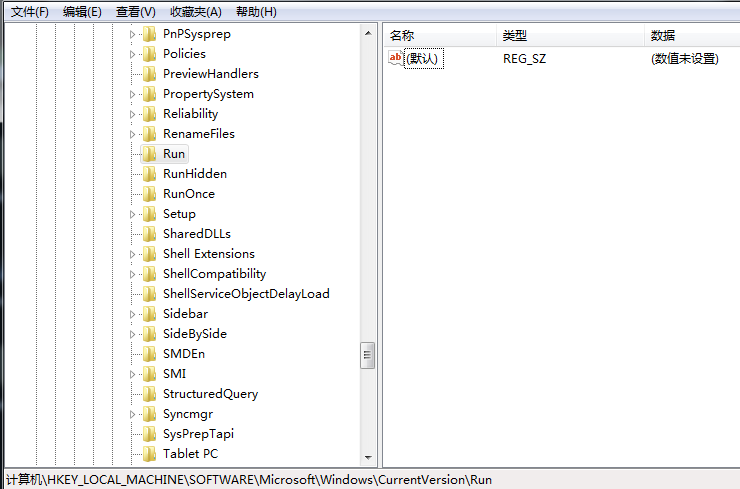 文件(F) 编辑(E) 查看(V) 收藏夹(A) 帮助(H)
PnPSysprep
Policies
PreviewHandlers
PropertySystem
Reliability
RenameFiles
Run
RunHidden
RunOnce
Setup
SharedDLLs
Shell Extensions
ShellCompatibility
ShellServiceObjectDelayLoad
Sidebar
SideBySide
SMDEn
SMI
StructuredQuery
Syncmgr
SysPrepTapi
Tablet PC
名称 类型 数据
ab (默认) REG_SZ (数值未设置)
计算机\HKEY_LOCAL_MACHINE\SOFTWARE\Microsoft\Windows\CurrentVersion\Run